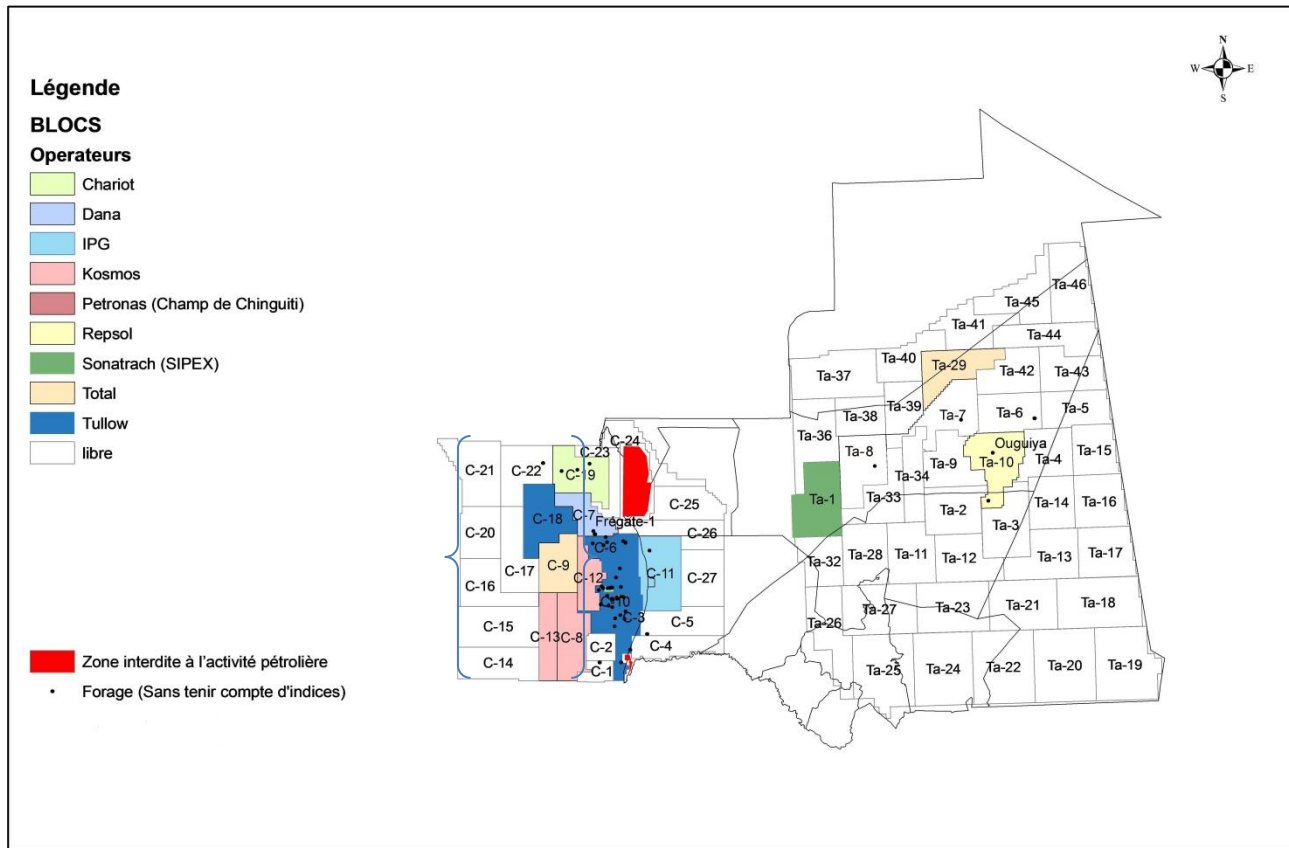 N
W
E
S
Légende
BLOCS
Operateurs
Chariot
Dana
IPG
Kosmos
Petronas (Champ de Chinguiti)
Repsol
Sonatrach (SIPEX)
Total
Tullow
libre
Zone interdite à l'activité pétrolière
Forage (Sans tenir compte d'indices)
C-24
C-23
C-21
C-22
C-19
C-25
C-20
C-18
C-7
Frégate-1
C-26
C-6
C-17
C-9
C-16
C-12
C-11
C-27
C-10
C-15
C-13
C-8
C-3
C-5
C-2
C-4
C-14
C-1
Ta-46
Ta-45
Ta-41
Ta-44
Ta-40
Ta-29
Ta-37
Ta-42
Ta-43
Ta-39
Ta-38
Ta-7
Ta-6
Ta-5
Ta-36
Ouguiya
Ta-8
Ta-9
Ta-10
Ta-4
Ta-15
Ta-34
Ta-1
Ta-33
Ta-2
Ta-14
Ta-16
Ta-3
Ta-32
Ta-28
Ta-11
Ta-12
Ta-13
Ta-17
Ta-26
Ta-27
Ta-23
Ta-21
Ta-18
Ta-25
Ta-24
Ta-22
Ta-20
Ta-19